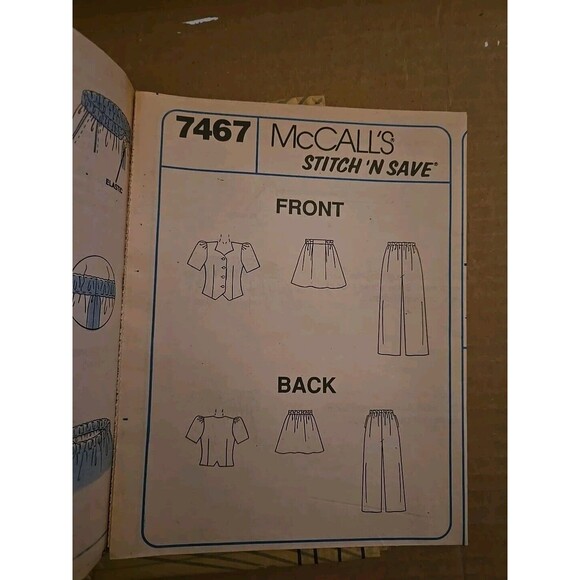 ELASTIC
7467
McCALL'S
STITCH 'N SAVE®
FRONT
BACK